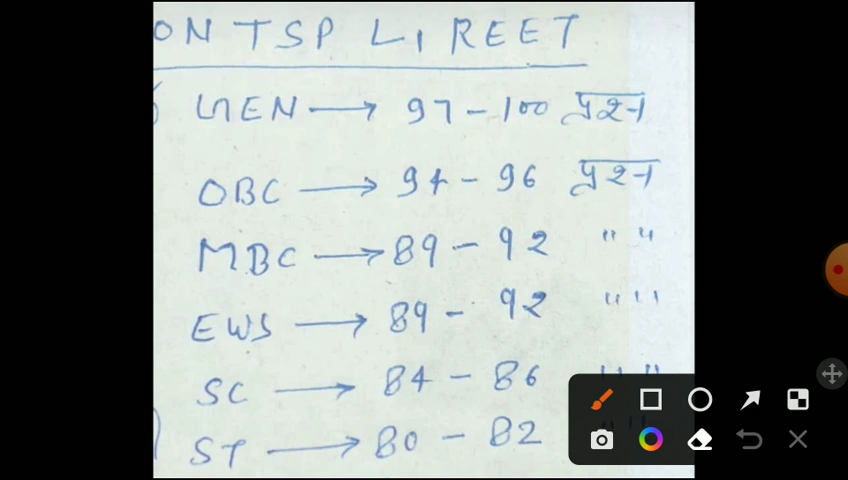 ON TSP L1 REET
GEN → 97 - 100 प्रश्न
OBC → 94 - 96 प्रश्न
MBC → 89 - 92 " "
EWS → 89 - 92 " "
SC → 84 - 86 " "
ST → 80 - 82 " "